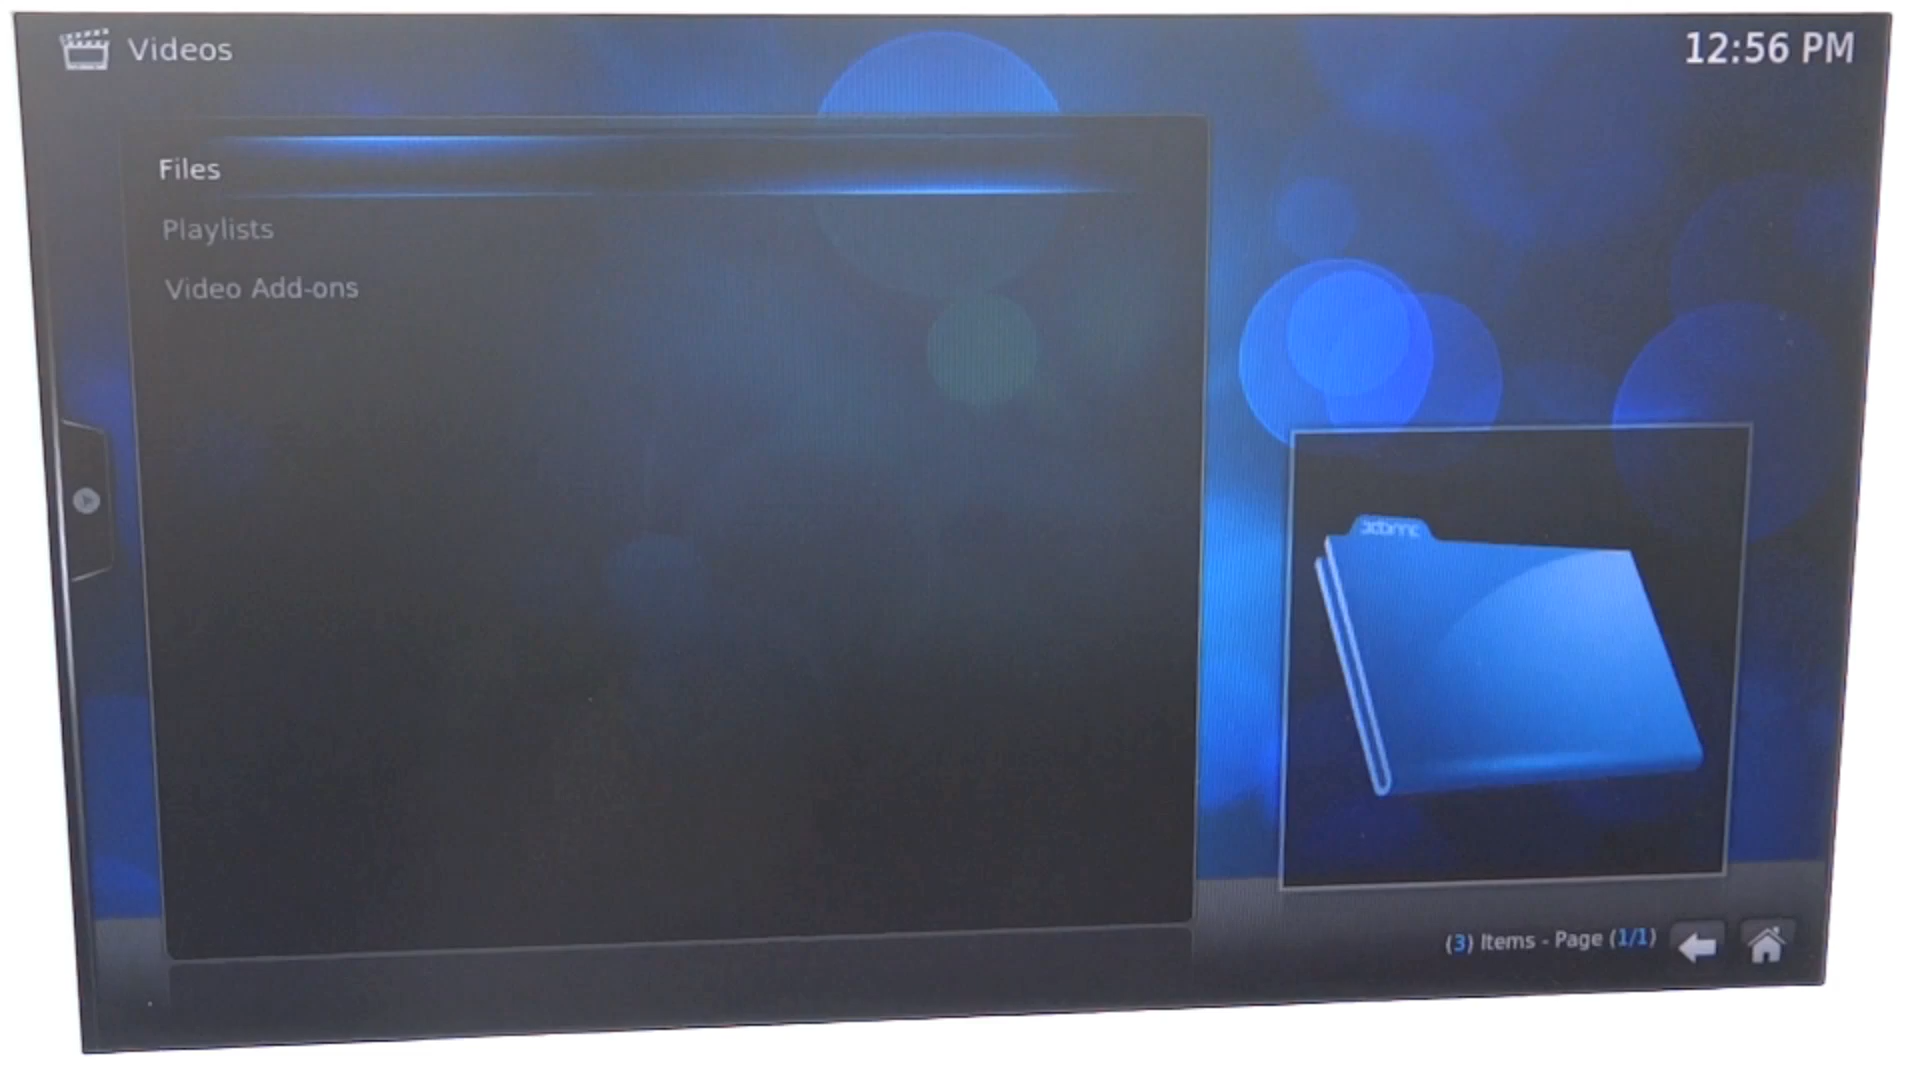 Videos
12:56 PM
Files
Playlists
Video Add-ons
xbmc
(3) Items - Page (1/1)